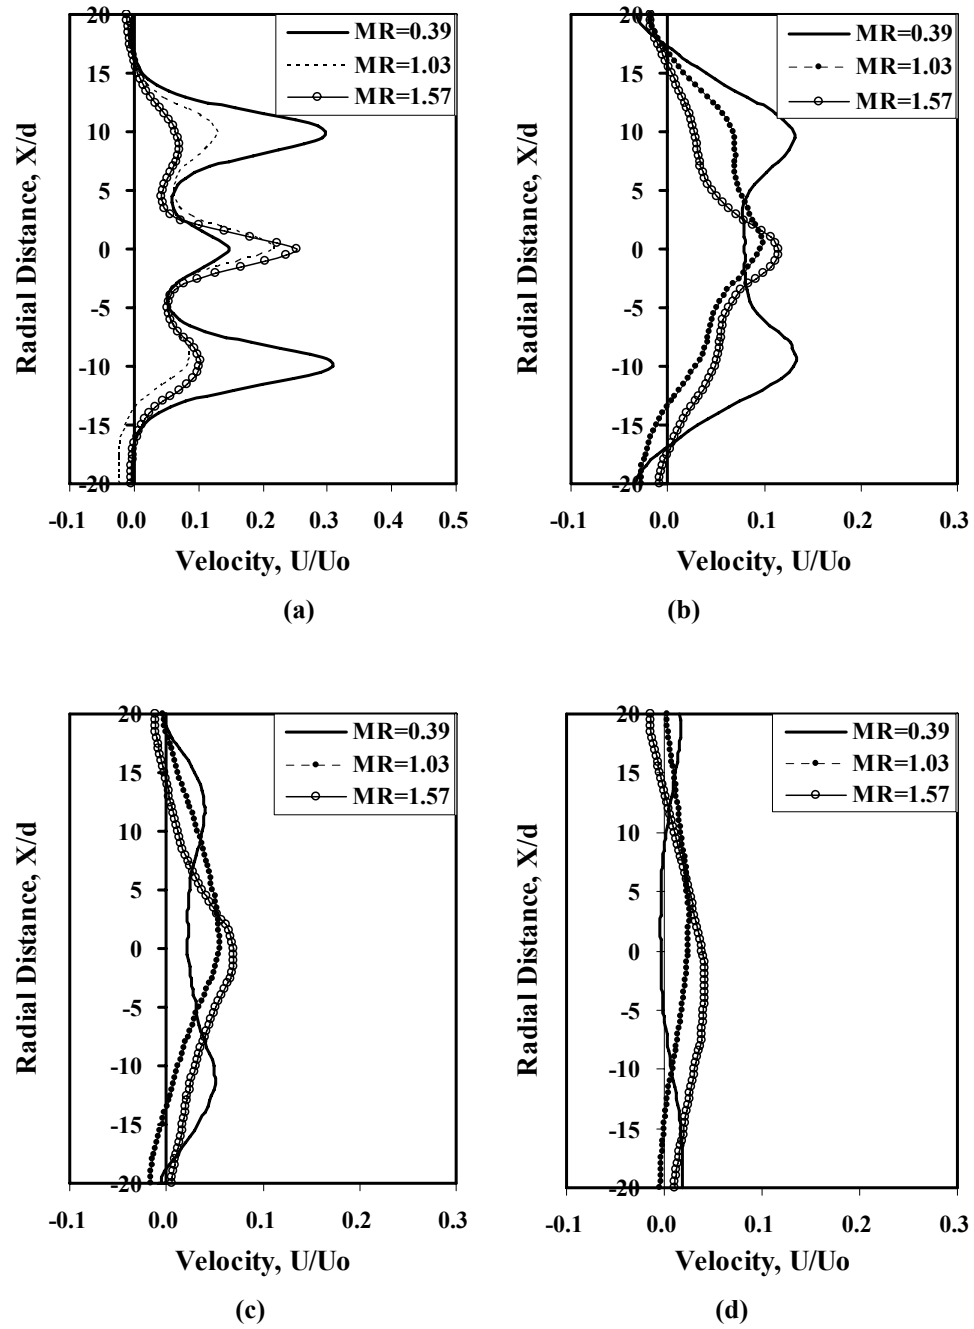 20
15
10
5
0
-5
-10
-15
-20
Radial Distance, X/d
MR=0.39
MR=1.03
MR=1.57
-0.1 0.0 0.1 0.2 0.3 0.4 0.5
Velocity, U/Uo
(a)
20
15
10
5
0
-5
-10
-15
-20
Radial Distance, X/d
MR=0.39
MR=1.03
MR=1.57
-0.1 0.0 0.1 0.2 0.3
Velocity, U/Uo
(b)
20
15
10
5
0
-5
-10
-15
-20
Radial Distance, X/d
MR=0.39
MR=1.03
MR=1.57
-0.1 0.0 0.1 0.2 0.3
Velocity, U/Uo
(c)
20
15
10
5
0
-5
-10
-15
-20
Radial Distance, X/d
MR=0.39
MR=1.03
MR=1.57
-0.1 0.0 0.1 0.2 0.3
Velocity, U/Uo
(d)